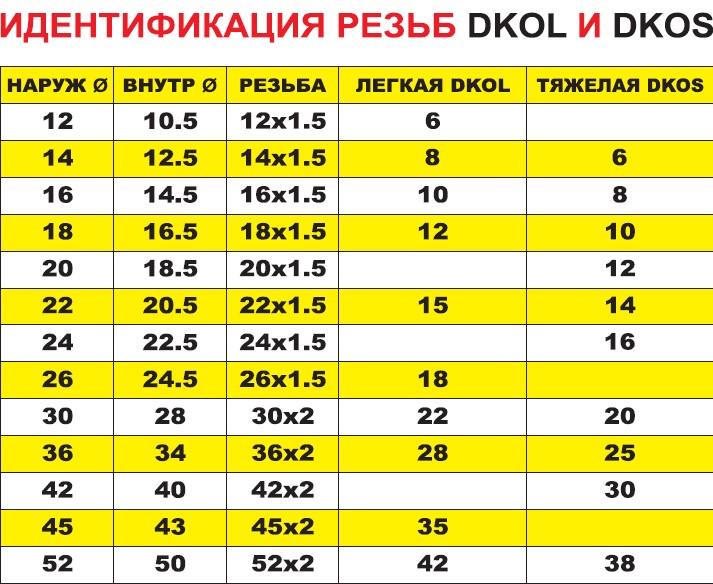 ИДЕНТИФИКАЦИЯ РЕЗЬБ DKOL И DKOS
НАРУЖ Ø ВНУТР Ø РЕЗЬБА ЛЕГКАЯ DKOL ТЯЖЕЛАЯ DKOS
12 10.5 12x1.5 6
14 12.5 14x1.5 8 6
16 14.5 16x1.5 10 8
18 16.5 18x1.5 12 10
20 18.5 20x1.5 12
22 20.5 22x1.5 15 14
24 22.5 24x1.5 16
26 24.5 26x1.5 18
30 28 30x2 22 20
36 34 36x2 28 25
42 40 42x2 30
45 43 45x2 35
52 50 52x2 42 38